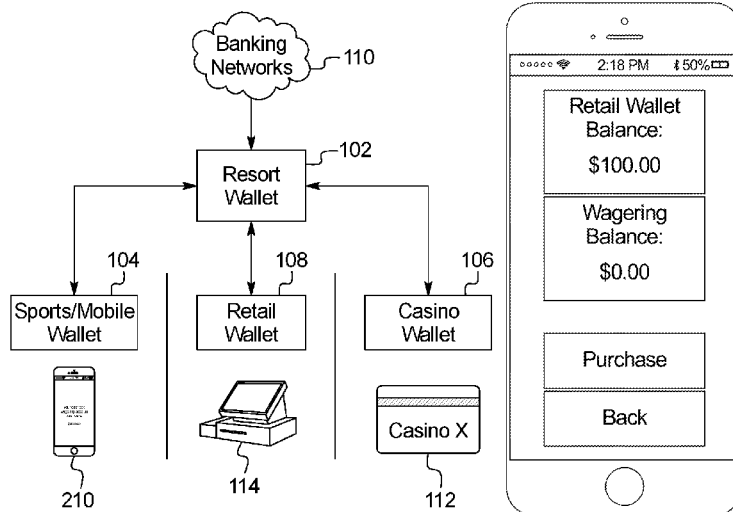 Banking
Networks
110
102
Resort
Wallet
104
108
106
Sports/Mobile
Wallet
Retail
Wallet
Casino
Wallet
Casino X
210
114
112
2:18 PM
50%
Retail Wallet
Balance:
$100.00
Wagering
Balance:
$0.00
Purchase
Back